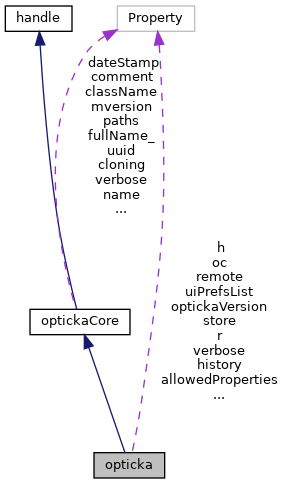 handle
Property
dateStamp
comment
className
mversion
paths
fullName_
uuid
cloning
verbose
name
...
h
oc
remote
uiPrefsList
optickaVersion
store
r
verbose
history
allowedProperties
...
optickaCore
opticka